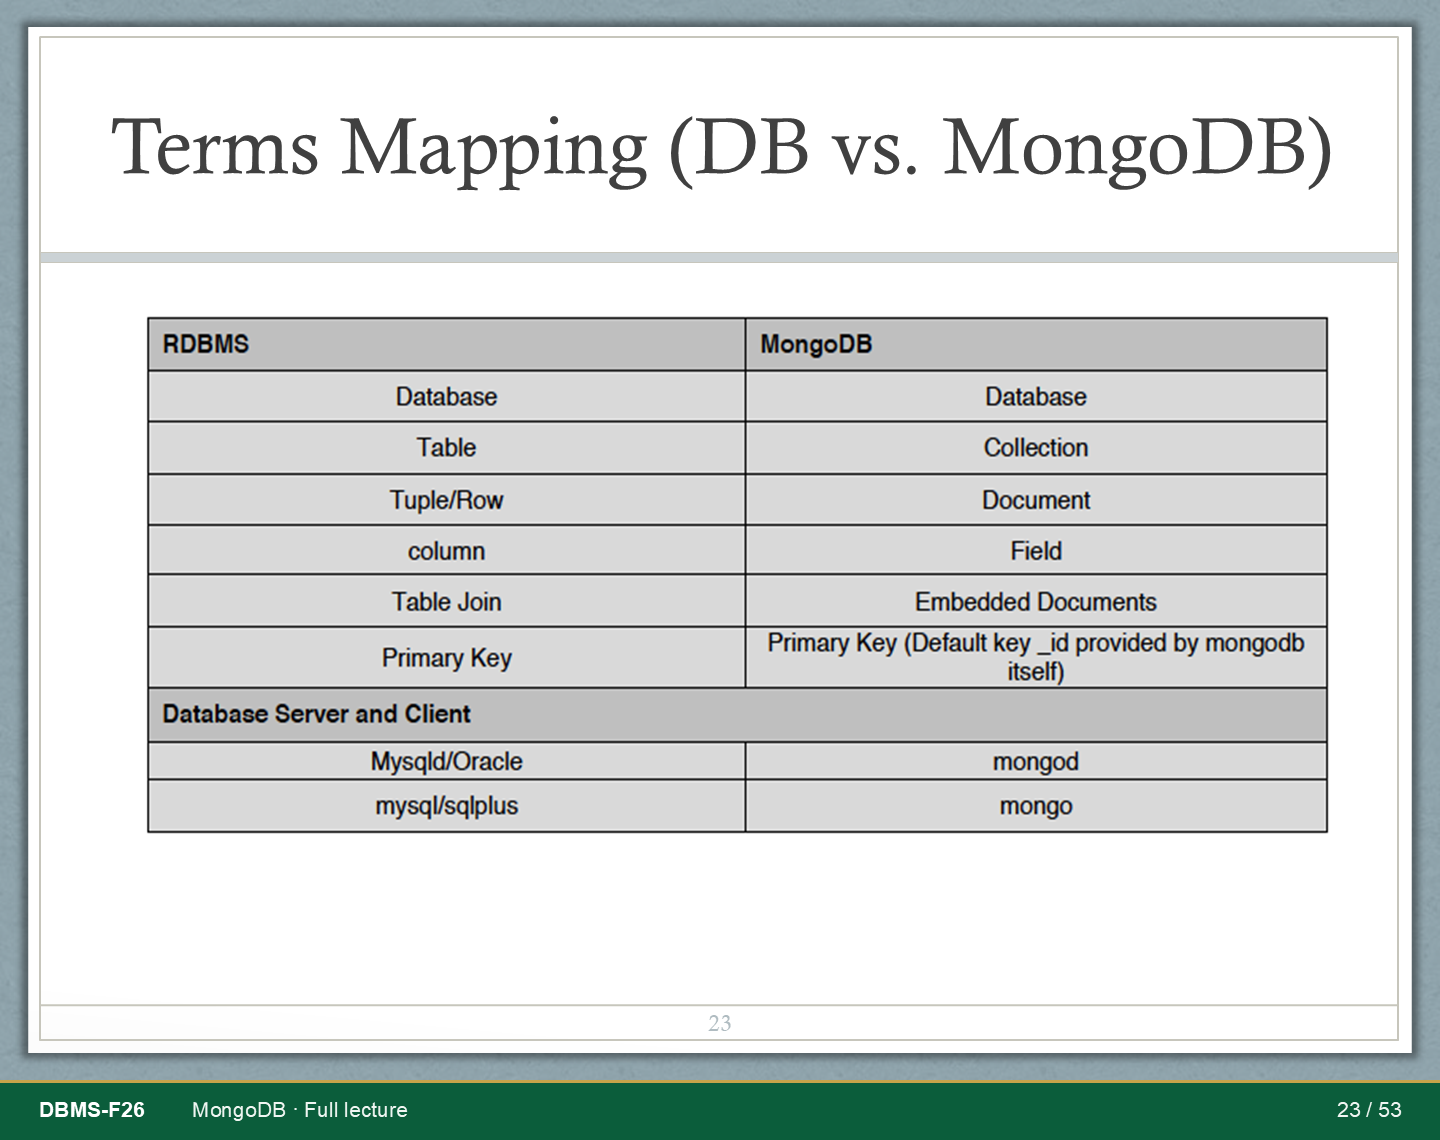 Terms Mapping (DB vs. MongoDB)
RDBMS MongoDB
Database Database
Table Collection
Tuple/Row Document
column Field
Table Join Embedded Documents
Primary Key Primary Key (Default key _id provided by mongodb
itself)
Database Server and Client
Mysqld/Oracle mongod
mysql/sqlplus mongo
23
DBMS-F26 MongoDB · Full lecture 23 / 53